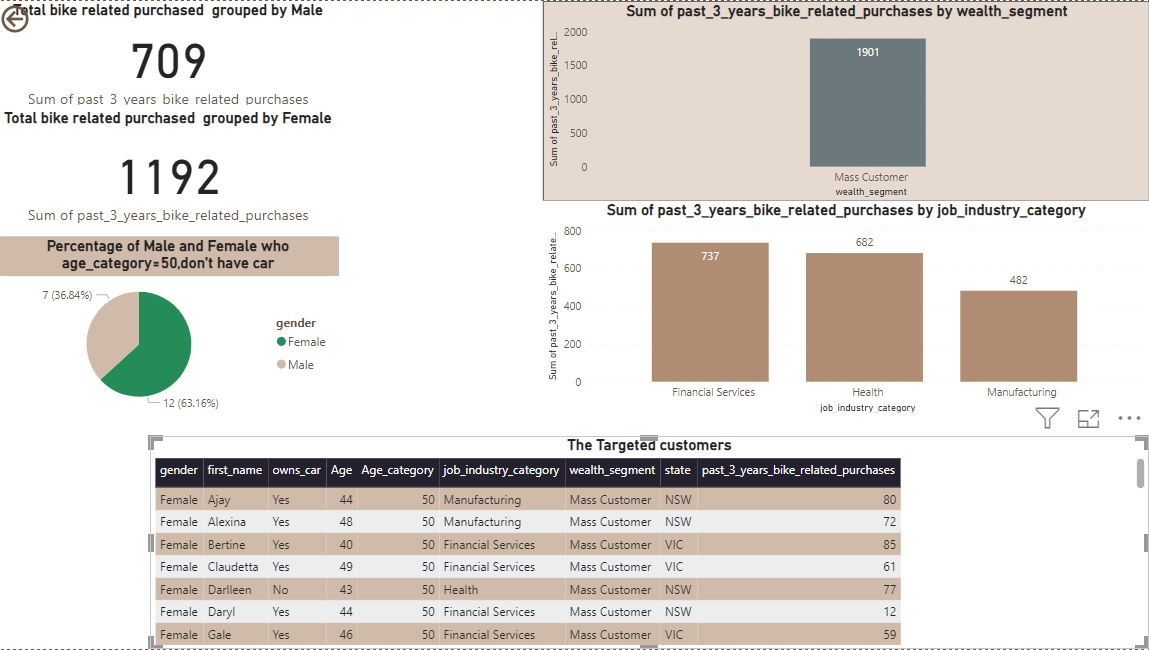 Total bike related purchased grouped by Male
709
Sum of past_3_years_bike_related_purchases
Total bike related purchased grouped by Female
1192
Sum of past_3_years_bike_related_purchases
Percentage of Male and Female who
age_category=50,don't have car
7 (36.84%)
12 (63.16%)
gender
Female
Male
Sum of past_3_years_bike_related_purchases by wealth_segment
Sum of past_3_years_bike_rel...
2000
1500
1000
500
0
1901
Mass Customer
wealth_segment
Sum of past_3_years_bike_related_purchases by job_industry_category
Sum of past_3_years_bike_relate...
800
600
400
200
0
737
682
482
Financial Services Health Manufacturing
job_industry_category
The Targeted customers
gender first_name owns_car Age Age_category job_industry_category wealth_segment state past_3_years_bike_related_purchases
Female Ajay Yes 44 50 Manufacturing Mass Customer NSW 80
Female Alexina Yes 48 50 Manufacturing Mass Customer NSW 72
Female Bertine Yes 40 50 Financial Services Mass Customer VIC 85
Female Claudetta Yes 49 50 Financial Services Mass Customer VIC 61
Female Darlleen No 43 50 Health Mass Customer NSW 77
Female Daryl Yes 44 50 Financial Services Mass Customer NSW 12
Female Gale Yes 46 50 Financial Services Mass Customer VIC 59